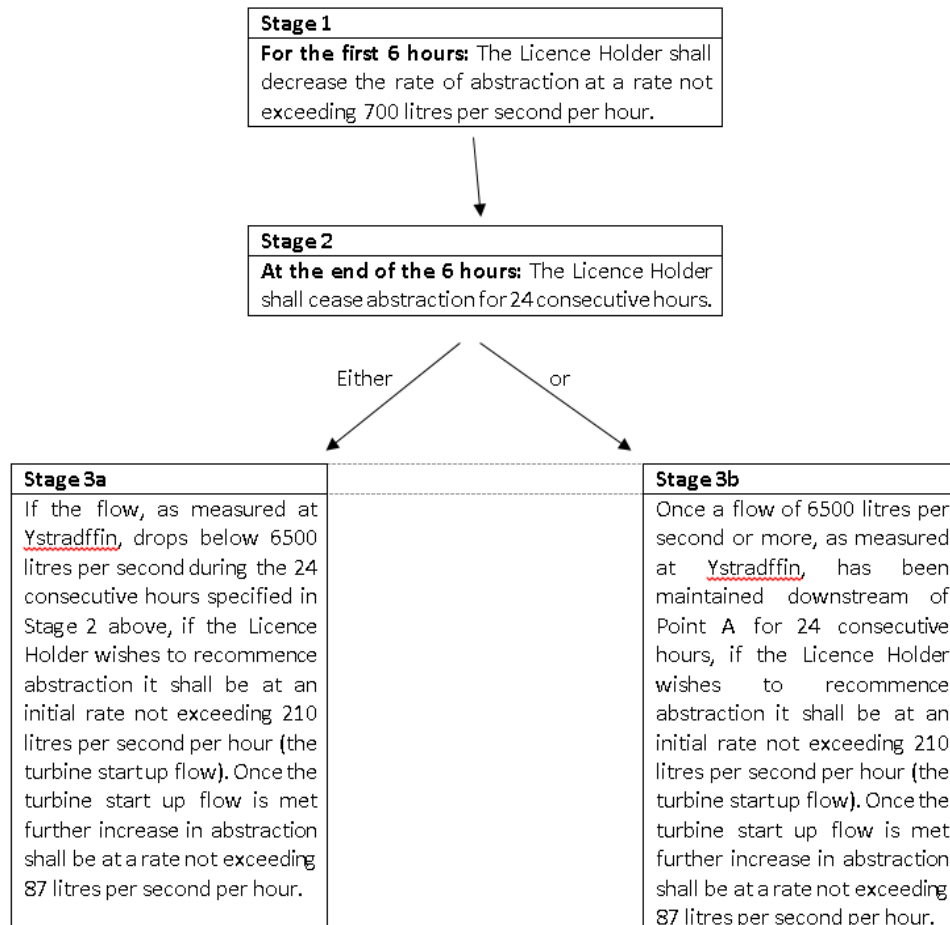 Stage 1
For the first 6 hours: The Licence Holder shall
decrease the rate of abstraction at a rate not
exceeding 700 litres per second per hour.
Stage 2
At the end of the 6 hours: The Licence Holder
shall cease abstraction for 24 consecutive hours.
Either
or
Stage 3a
If the flow, as measured at
Ystradffin, drops below 6500
litres per second during the 24
consecutive hours specified in
Stage 2 above, if the Licence
Holder wishes to recommence
abstraction it shall be at an
initial rate not exceeding 210
litres per second per hour (the
turbine start up flow). Once the
turbine start up flow is met
further increase in abstraction
shall be at a rate not exceeding
87 litres per second per hour.
Stage 3b
Once a flow of 6500 litres per
second or more, as measured
at Ystradffin, has been
maintained downstream of
Point A for 24 consecutive
hours, if the Licence Holder
wishes to recommence
abstraction it shall be at an
initial rate not exceeding 210
litres per second per hour (the
turbine start up flow). Once the
turbine start up flow is met
further increase in abstraction
shall be at a rate not exceeding
87 litres per second per hour.